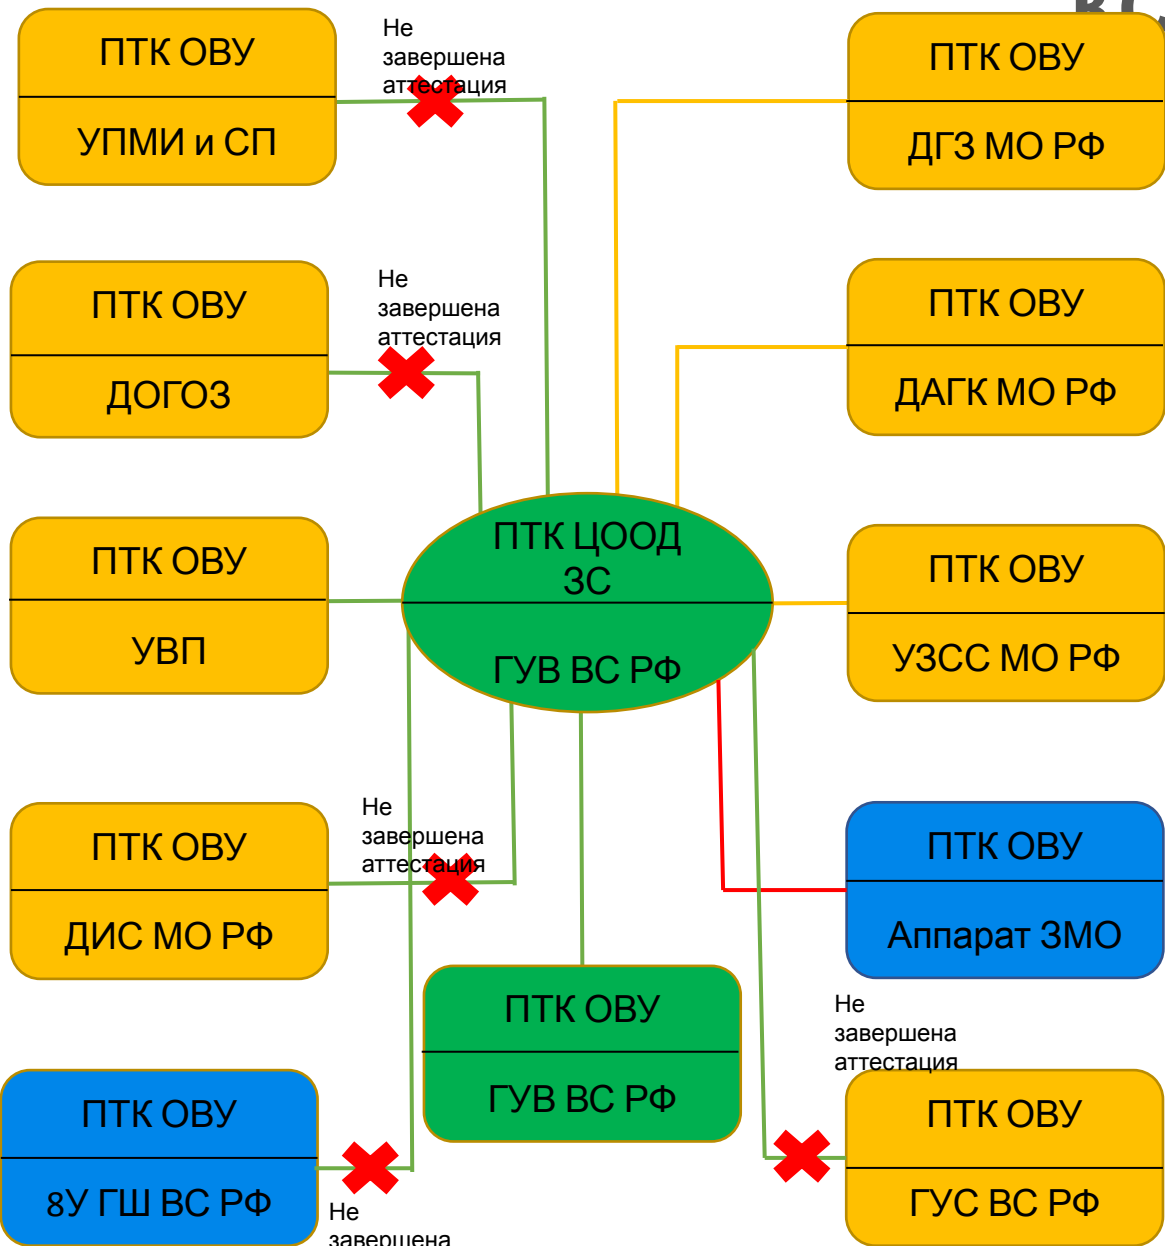 ПТК ОВУ
УПМИ и СП
Не
завершена
аттестация
ПТК ОВУ
ДГЗ МО РФ
ПТК ОВУ
ДОГОЗ
Не
завершена
аттестация
ПТК ОВУ
ДАГК МО РФ
ПТК ОВУ
УВП
ПТК ЦООД
ЗС
ГУВ ВС РФ
ПТК ОВУ
УЗСС МО РФ
ПТК ОВУ
ДИС МО РФ
Не
завершена
аттестация
ПТК ОВУ
Аппарат ЗМО
ПТК ОВУ
ГУВ ВС РФ
Не
завершена
аттестация
ПТК ОВУ
8У ГШ ВС РФ
Не
завершена
ПТК ОВУ
ГУС ВС РФ